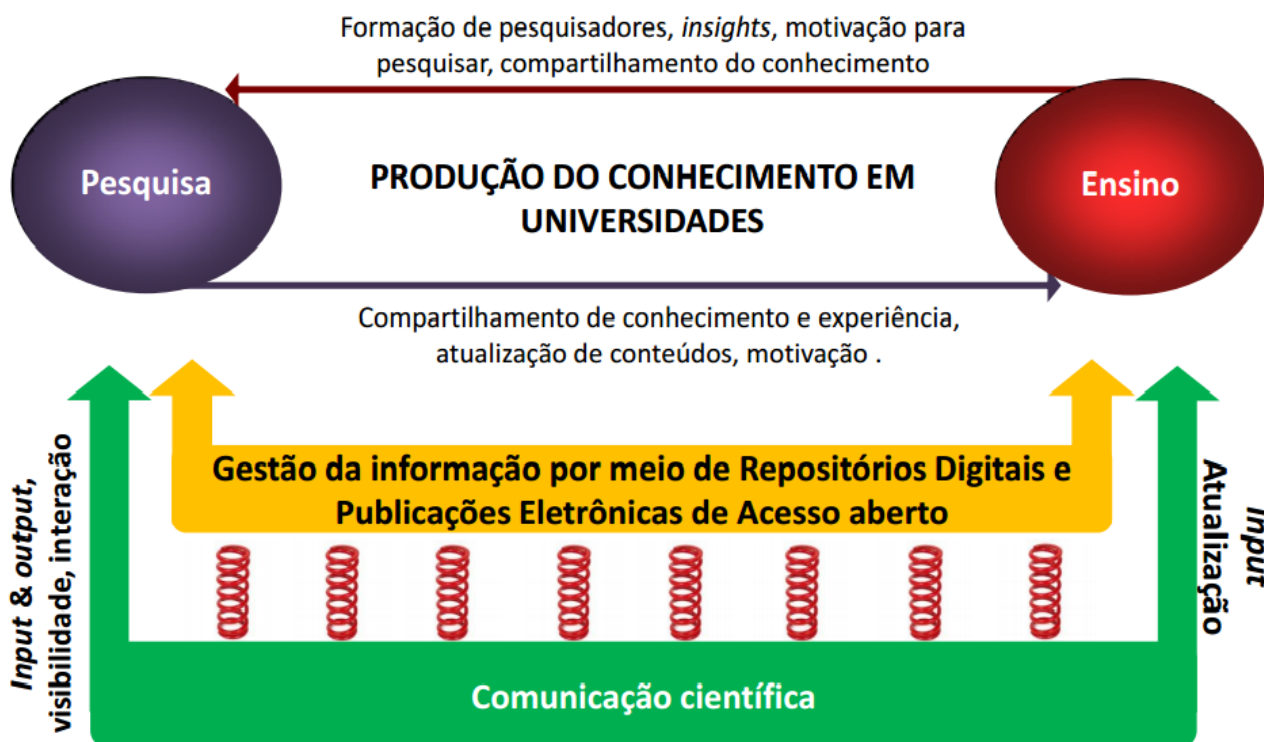 Formação de pesquisadores, insights, motivação para
pesquisar, compartilhamento do conhecimento
Pesquisa
PRODUÇÃO DO CONHECIMENTO EM
UNIVERSIDADES
Ensino
Compartilhamento de conhecimento e experiência,
atualização de conteúdos, motivação .
Input & output,
visibilidade, interação
Gestão da informação por meio de Repositórios Digitais e
Publicações Eletrônicas de Acesso aberto
Input
Atualização
Comunicação científica